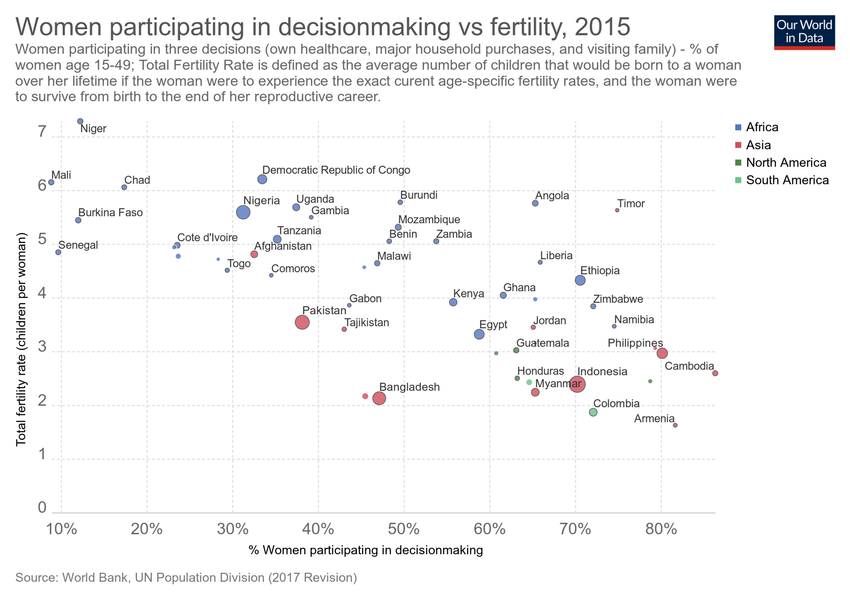 Women participating in decisionmaking vs fertility, 2015
Our World
in Data
Women participating in three decisions (own healthcare, major household purchases, and visiting family) - % of
women age 15-49; Total Fertility Rate is defined as the average number of children that would be born to a woman
over her lifetime if the woman were to experience the exact curent age-specific fertility rates, and the woman were
to survive from birth to the end of her reproductive career.
Africa
Asia
North America
South America
7
Niger
Mali
Chad
Democratic Republic of Congo
6
Burkina Faso
Nigeria
Uganda
Gambia
Burundi
Angola
Timor
Mozambique
5
Senegal
Cote d'Ivoire
Tanzania
Afghanistan
Benin
Zambia
Togo
Comoros
Malawi
Liberia
Ethiopia
4
Gabon
Kenya
Ghana
Zimbabwe
Pakistan
Tajikistan
Egypt
Jordan
Namibia
3
Guatemala
Philippines
Cambodia
Honduras
Myanmar
Indonesia
2
Bangladesh
Colombia
Armenia
1
0
Total fertility rate (children per woman)
10%
20%
30%
40%
50%
60%
70%
80%
% Women participating in decisionmaking
Source: World Bank, UN Population Division (2017 Revision)